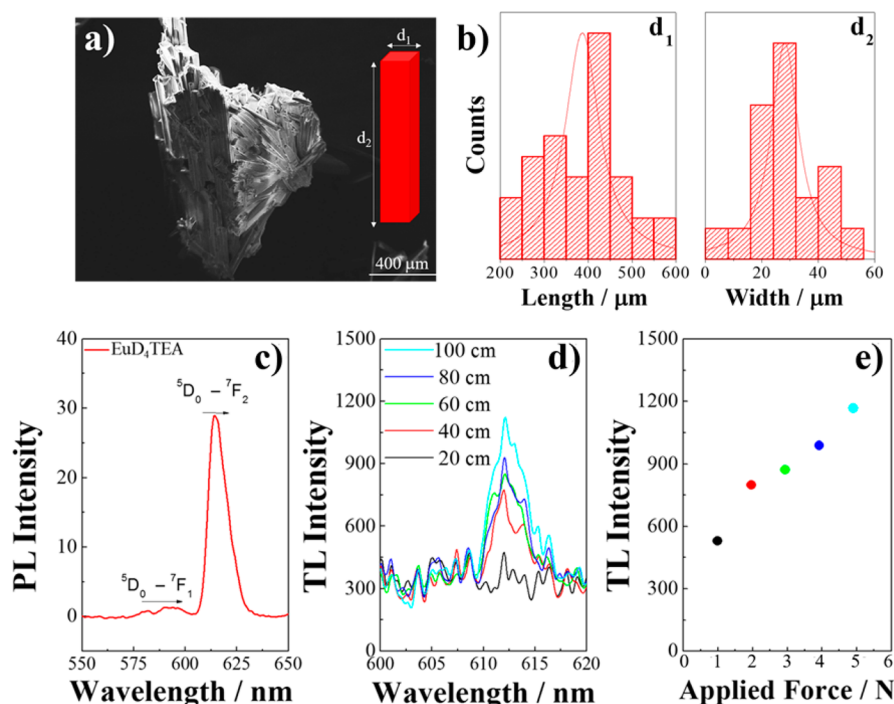 a)
d₁
d₂
400 μm
b)
d₁
d₂
Counts
200 300 400 500 600
0 20 40 60
Length / μm
Width / μm
c)
EuD₄TEA
⁵D₀ – ⁷F₂
⁵D₀ – ⁷F₁
PL Intensity
40
30
20
10
0
550 575 600 625 650
Wavelength / nm
d)
100 cm
80 cm
60 cm
40 cm
20 cm
TL Intensity
1500
1200
900
600
300
0
600 605 610 615 620
Wavelength / nm
e)
TL Intensity
1500
1200
900
600
300
0
0 1 2 3 4 5 6
Applied Force / N